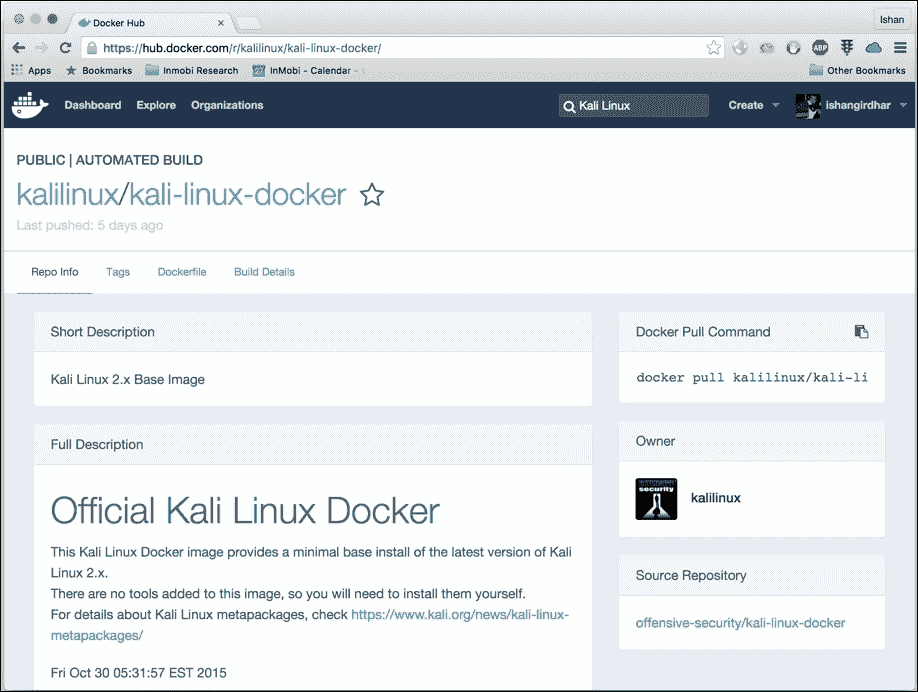 Docker Hub
Ishan
https://hub.docker.com/r/kalilinux/kali-linux-docker/
ABP
Apps
Bookmarks
Inmobi Research
InMobi - Calendar -
Other Bookmarks
Dashboard
Explore
Organizations
Kali Linux
Create
ishangirdhar
PUBLIC | AUTOMATED BUILD
kalilinux/kali-linux-docker
Last pushed: 5 days ago
Repo Info
Tags
Dockerfile
Build Details
Short Description
Kali Linux 2.x Base Image
Full Description
Official Kali Linux Docker
This Kali Linux Docker image provides a minimal base install of the latest version of Kali
Linux 2.x.
There are no tools added to this image, so you will need to install them yourself.
For details about Kali Linux metapackages, check https://www.kali.org/news/kali-linux-
metapackages/
Fri Oct 30 05:31:57 EST 2015
Docker Pull Command
docker pull kalilinux/kali-li
Owner
security
kalilinux
Source Repository
offensive-security/kali-linux-docker